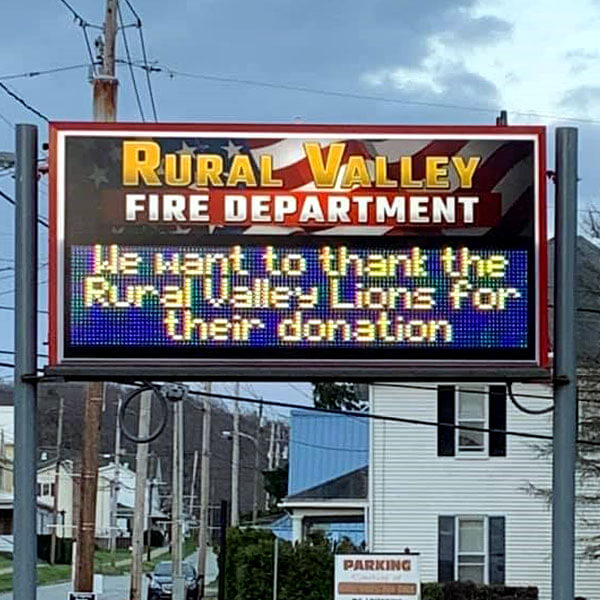 RURAL VALLEY
FIRE DEPARTMENT
We want to thank the
Rural Valley Lions for
their donation
PARKING